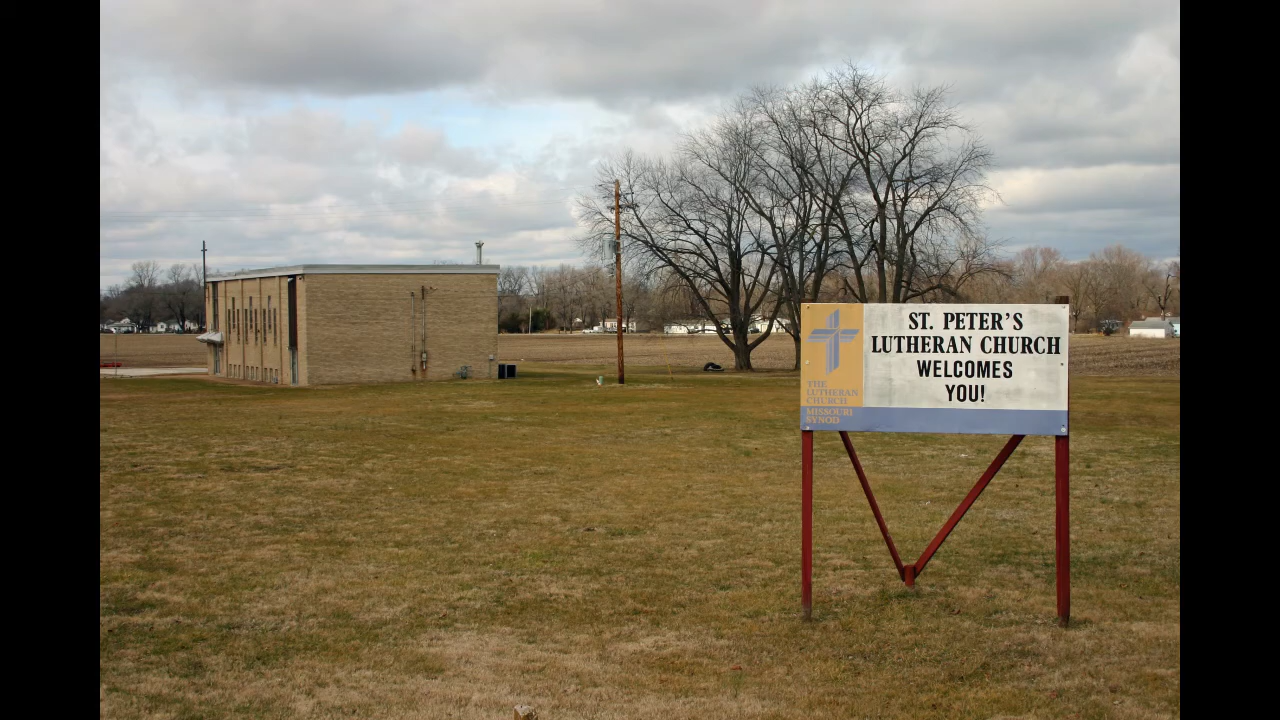 ST. PETER'S
LUTHERAN CHURCH
WELCOMES
YOU!
THE
LUTHERAN
CHURCH
MISSOURI
SYNOD